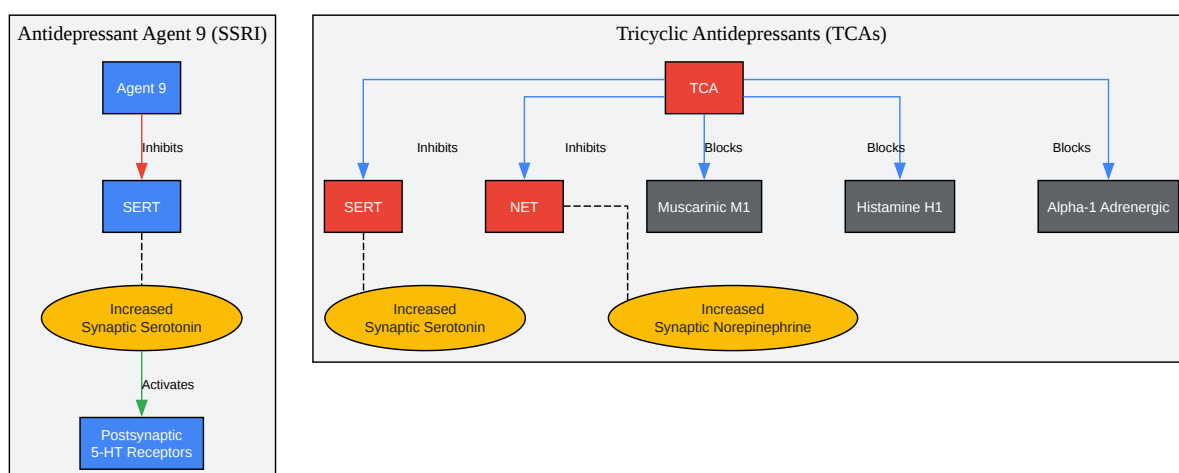 Antidepressant Agent 9 (SSRI)
Agent 9
Inhibits
SERT
Increased
Synaptic Serotonin
Activates
Postsynaptic
5-HT Receptors
Tricyclic Antidepressants (TCAs)
TCA
Inhibits
Inhibits
Blocks
Blocks
Blocks
SERT
NET
Muscarinic M1
Histamine H1
Alpha-1 Adrenergic
Increased
Synaptic Serotonin
Increased
Synaptic Norepinephrine